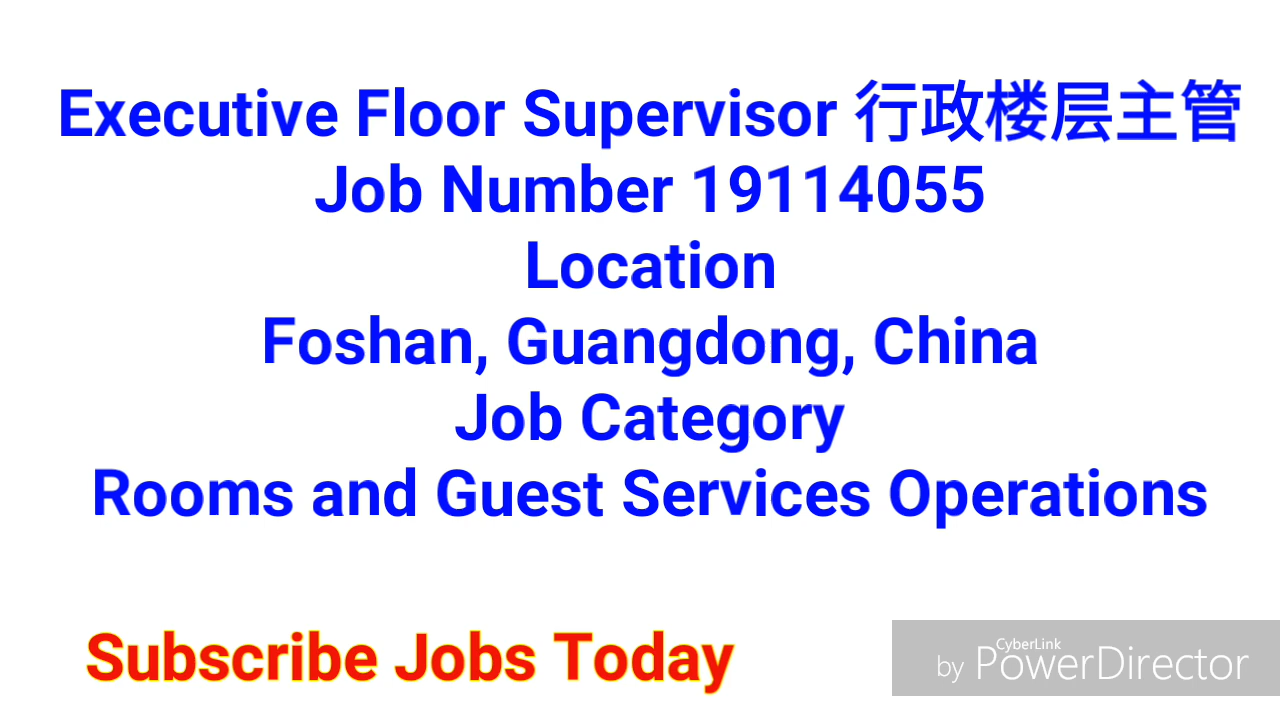 Executive Floor Supervisor 行政楼层主管
Job Number 19114055
Location
Foshan, Guangdong, China
Job Category
Rooms and Guest Services Operations
Subscribe Jobs Today
CyberLink
by PowerDirector